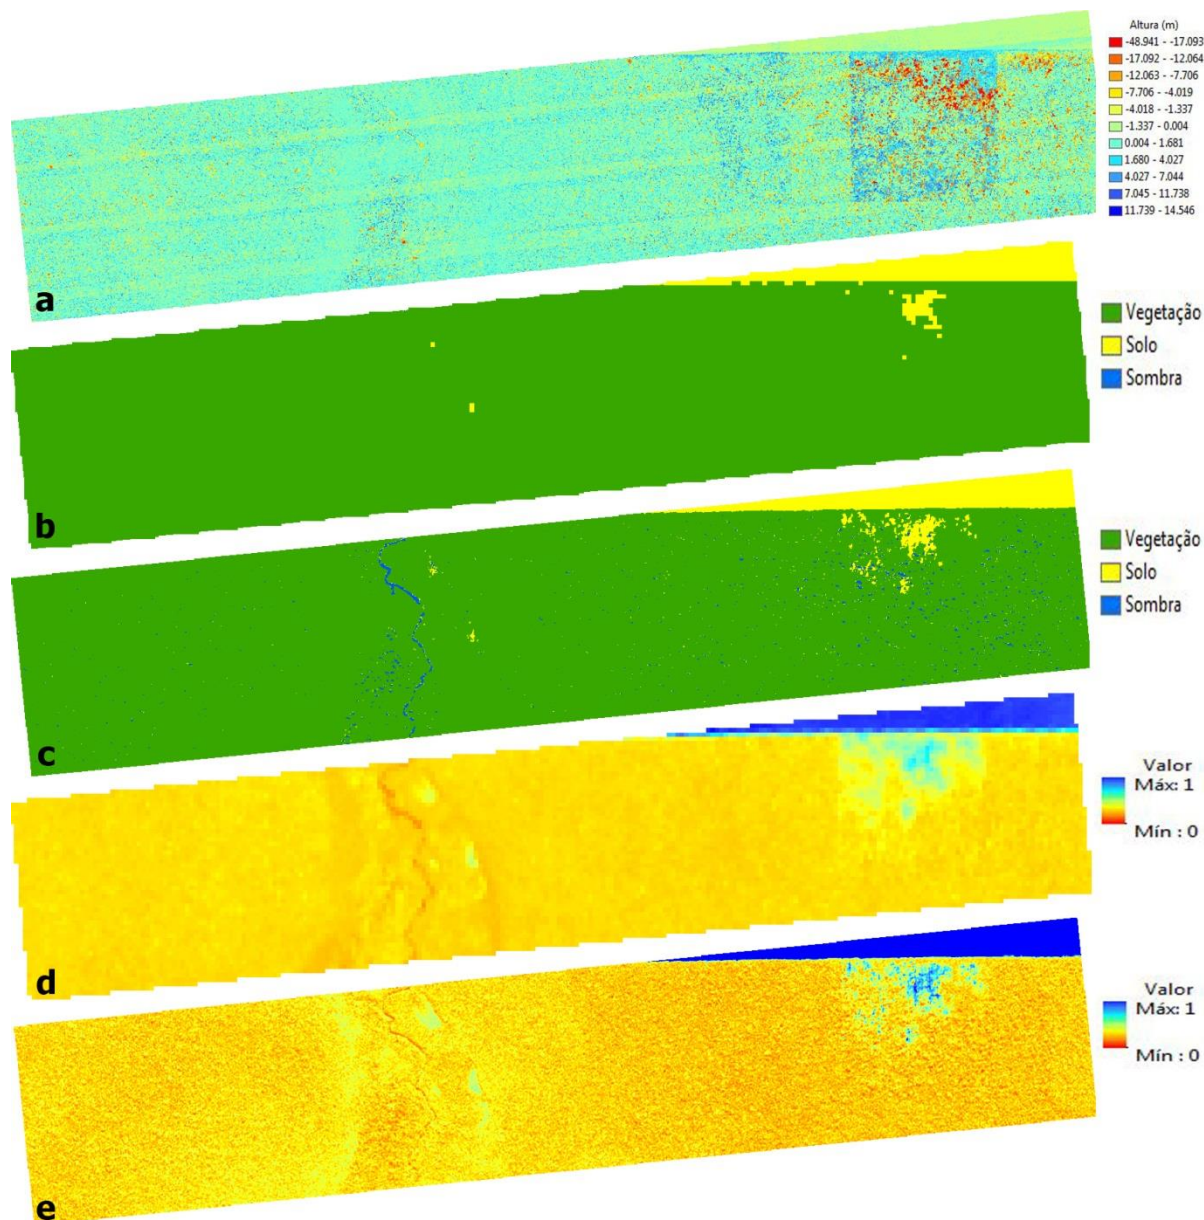 Altura (m)
-48.941 - -17.093
-17.092 - -12.064
-12.063 - -7.706
-7.706 - -4.019
-4.018 - -1.337
-1.337 - 0.004
0.004 - 1.681
1.680 - 4.027
4.027 - 7.044
7.045 - 11.738
11.739 - 14.546
a
Vegetação
Solo
Sombra
b
Vegetação
Solo
Sombra
c
Valor
Máx: 1
Mín : 0
d
Valor
Máx: 1
Mín : 0
e